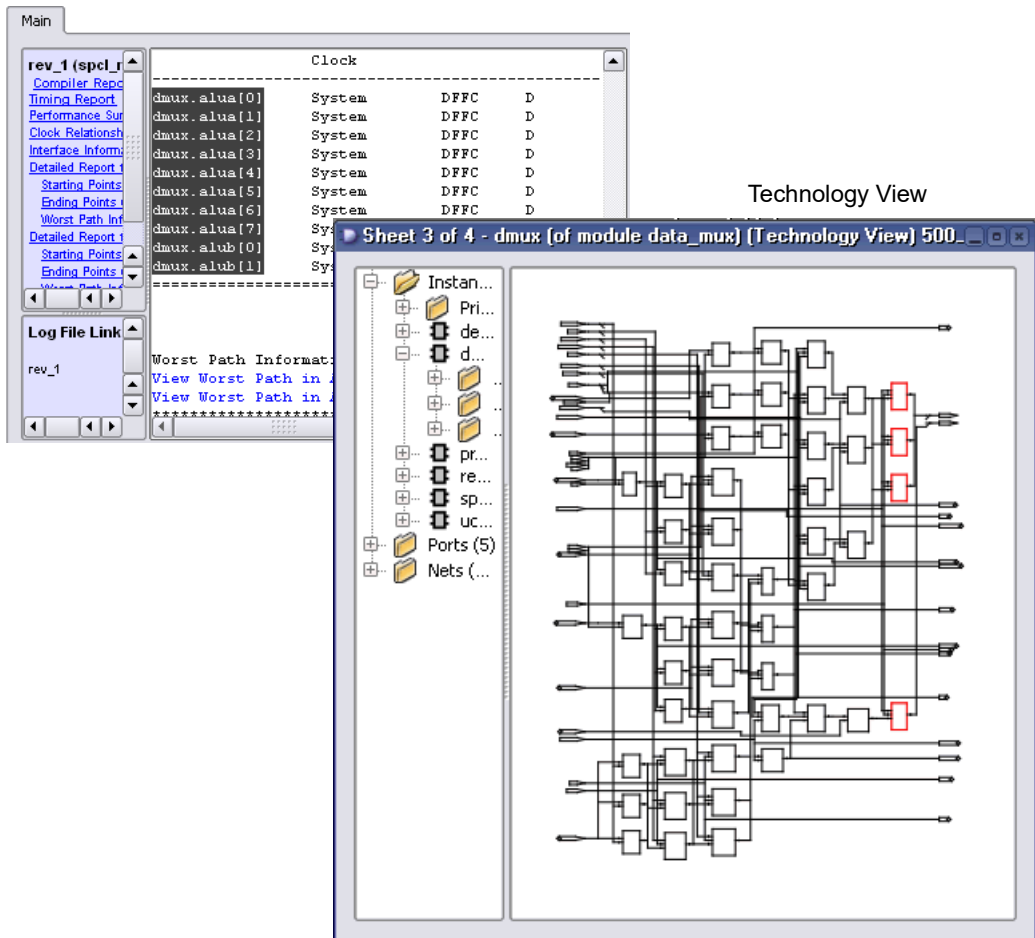 Main
rev_1 (spcl_r
Compiler Repo
Timing Report
Performance Sur
Clock Relationsh
Interface Informa
Detailed Report f
Starting Points
Ending Points
Worst Path Inf
Detailed Report f
Starting Points
Ending Points
Log File Link
rev_1
Clock
dmux.alua[0] System DFFC D
dmux.alua[1] System DFFC D
dmux.alua[2] System DFFC D
dmux.alua[3] System DFFC D
dmux.alua[4] System DFFC D
dmux.alua[5] System DFFC D
dmux.alua[6] System DFFC D
dmux.alua[7] Sys
dmux.alub[0] Sys
dmux.alub[1] Sys
Worst Path Informat
View Worst Path in
View Worst Path in
Technology View
Sheet 3 of 4 - dmux (of module data_mux) (Technology View) 500
Instan...
Pri...
de...
d...
...
...
...
pr...
re...
sp...
uc...
Ports (5)
Nets (...